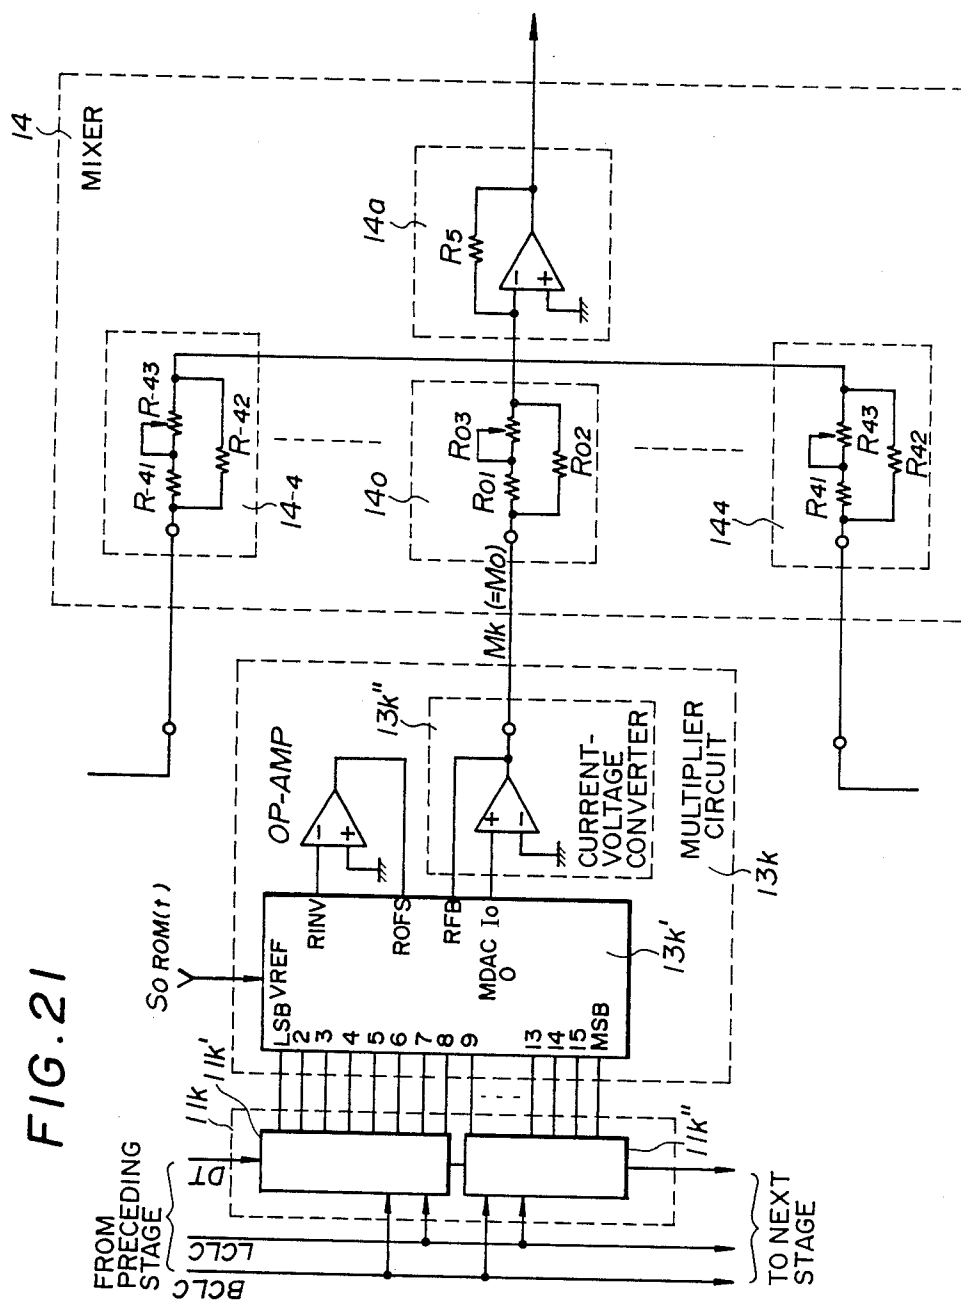 FIG. 21
14
MIXER
14a
R5
R-43
R-41
R-42
14-4
R03
R01
R02
140
R43
R41
R42
144
Mk (=Mo)
13k"
OP-AMP
CURRENT-
VOLTAGE
CONVERTER
MULTIPLIER
CIRCUIT
13k
So ROM(t)
VREF
RINV
ROFS
RFB
MDAC Io
O
13k'
LSB
2
3
4
5
6
7
8
9
13
14
15
MSB
11k
11k'
11k"
FROM
PRECEDING
STAGE
DT
LCLC
BCLC
TO NEXT
STAGE